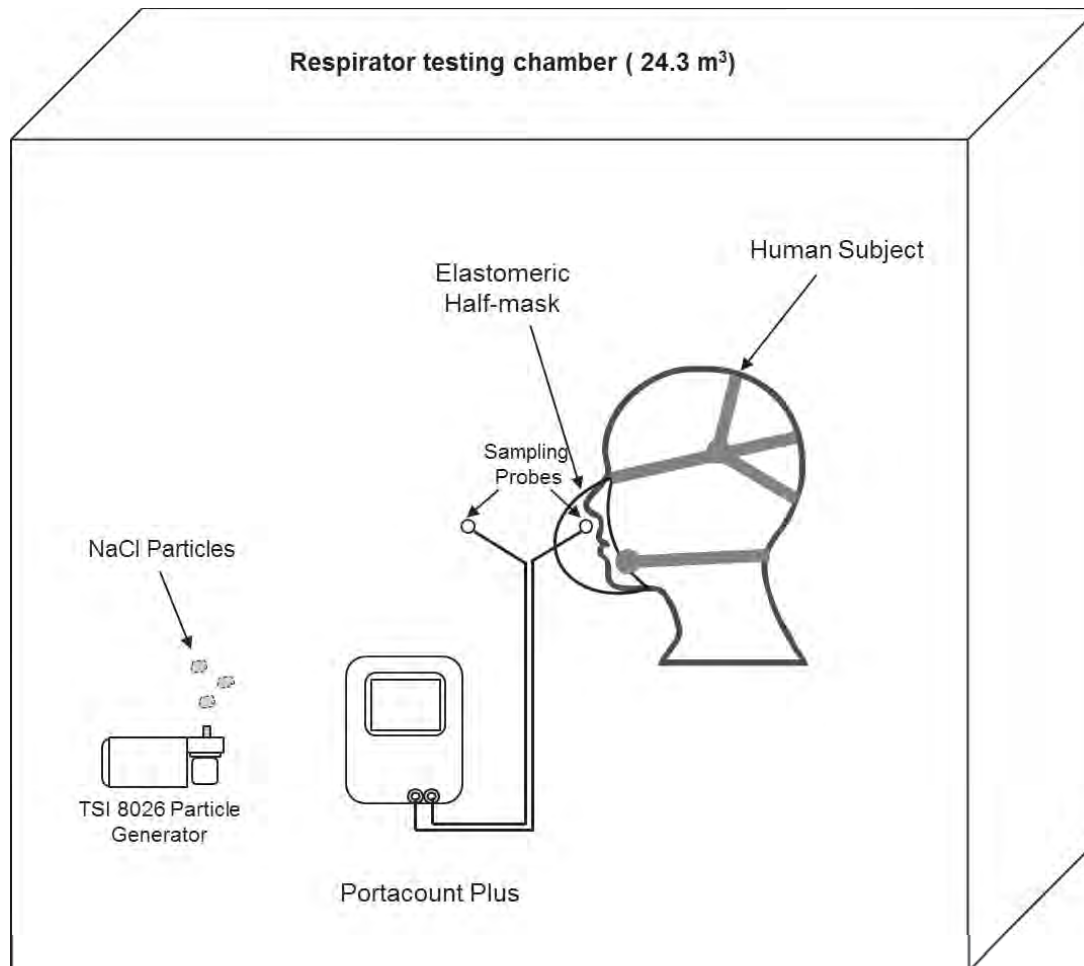 Respirator testing chamber ( 24.3 m³)
Human Subject
Elastomeric
Half-mask
Sampling
Probes
NaCl Particles
TSI 8026 Particle
Generator
Portacount Plus